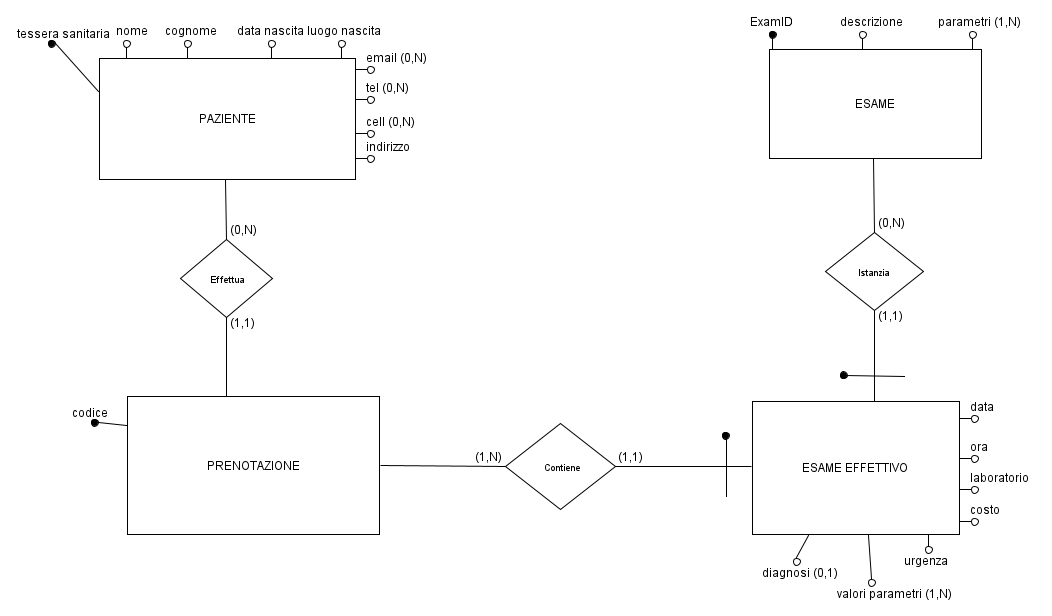 tessera sanitaria
nome
cognome
data nascita
luogo nascita
email (0,N)
tel (0,N)
cell (0,N)
indirizzo
PAZIENTE
ExamID
descrizione
parametri (1,N)
ESAME
(0,N)
Effettua
(1,1)
(0,N)
Istanzia
(1,1)
codice
PRENOTAZIONE
(1,N)
Contiene
(1,1)
ESAME EFFETTIVO
data
ora
laboratorio
costo
urgenza
diagnosi (0,1)
valori parametri (1,N)